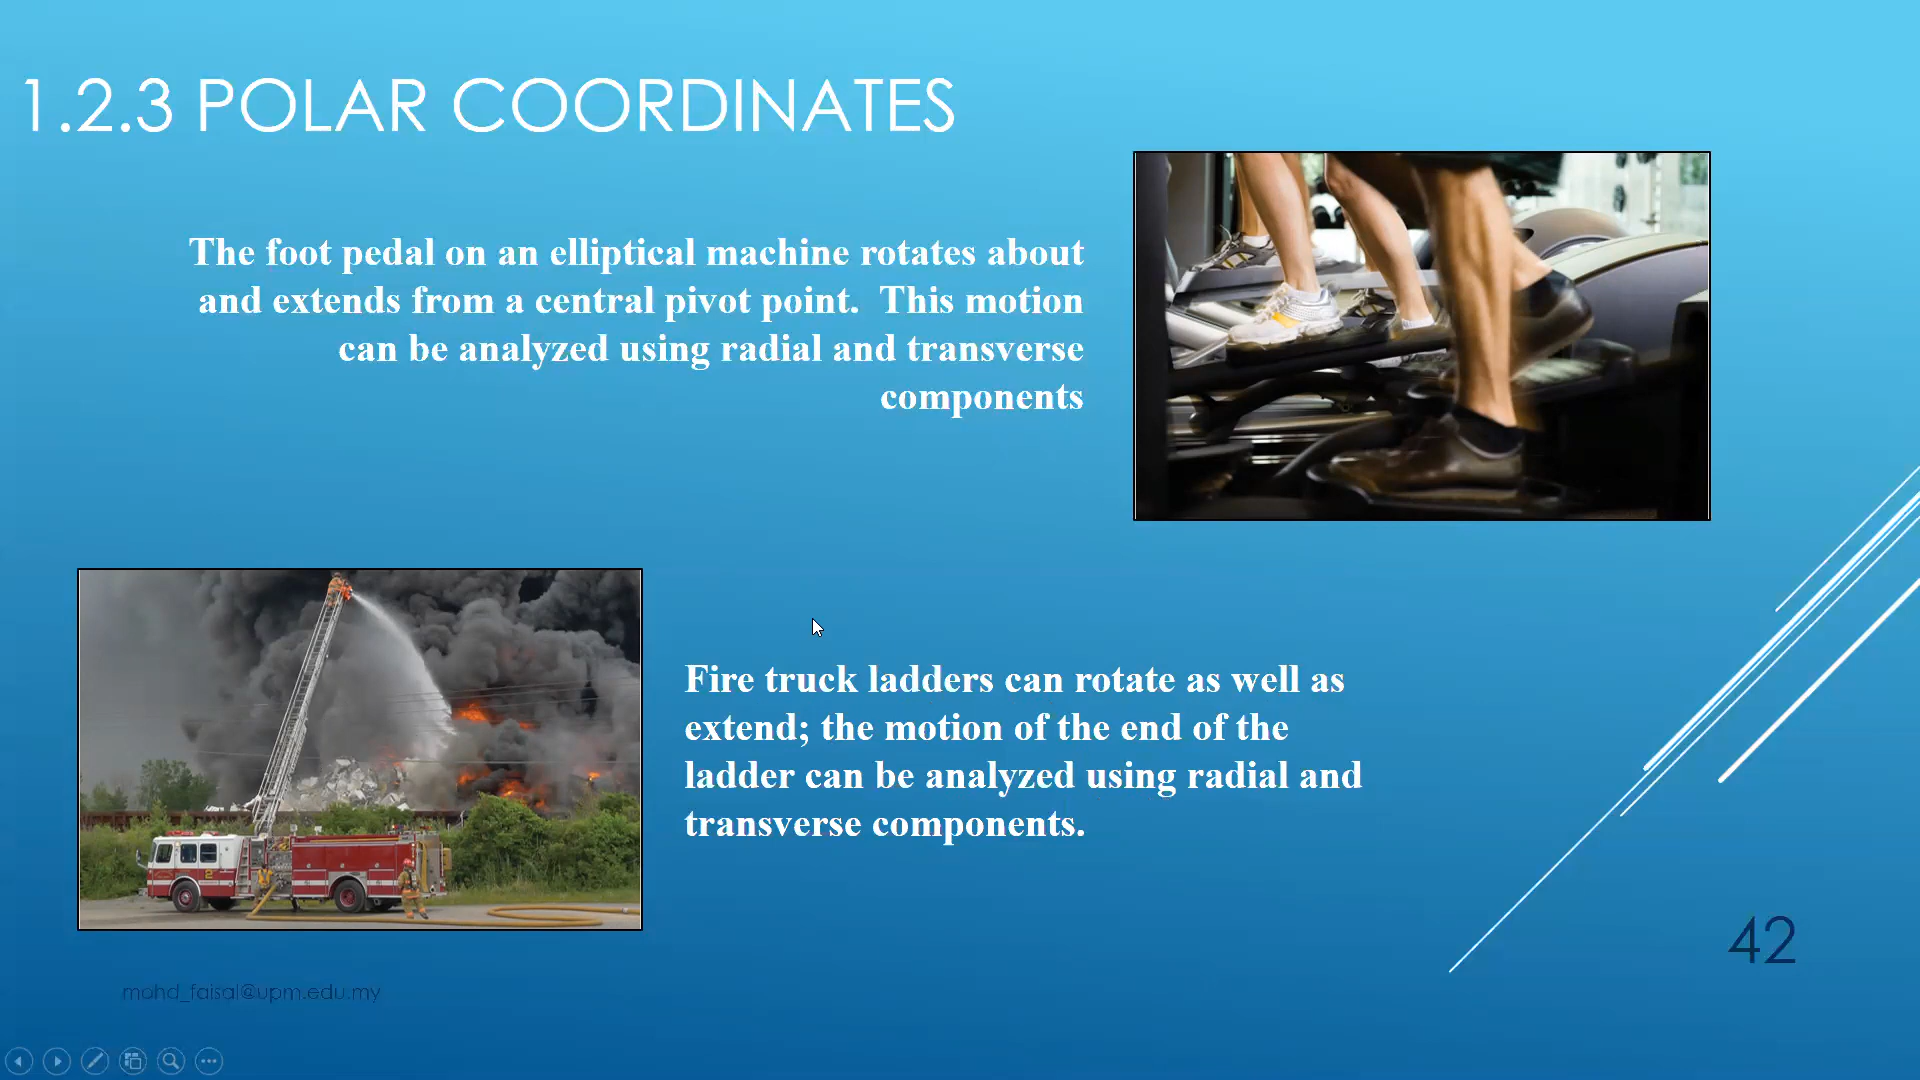 1.2.3 POLAR COORDINATES
The foot pedal on an elliptical machine rotates about
and extends from a central pivot point.  This motion
can be analyzed using radial and transverse
components
Fire truck ladders can rotate as well as
extend; the motion of the end of the
ladder can be analyzed using radial and
transverse components.
42
mohd_faisal@upm.edu.my